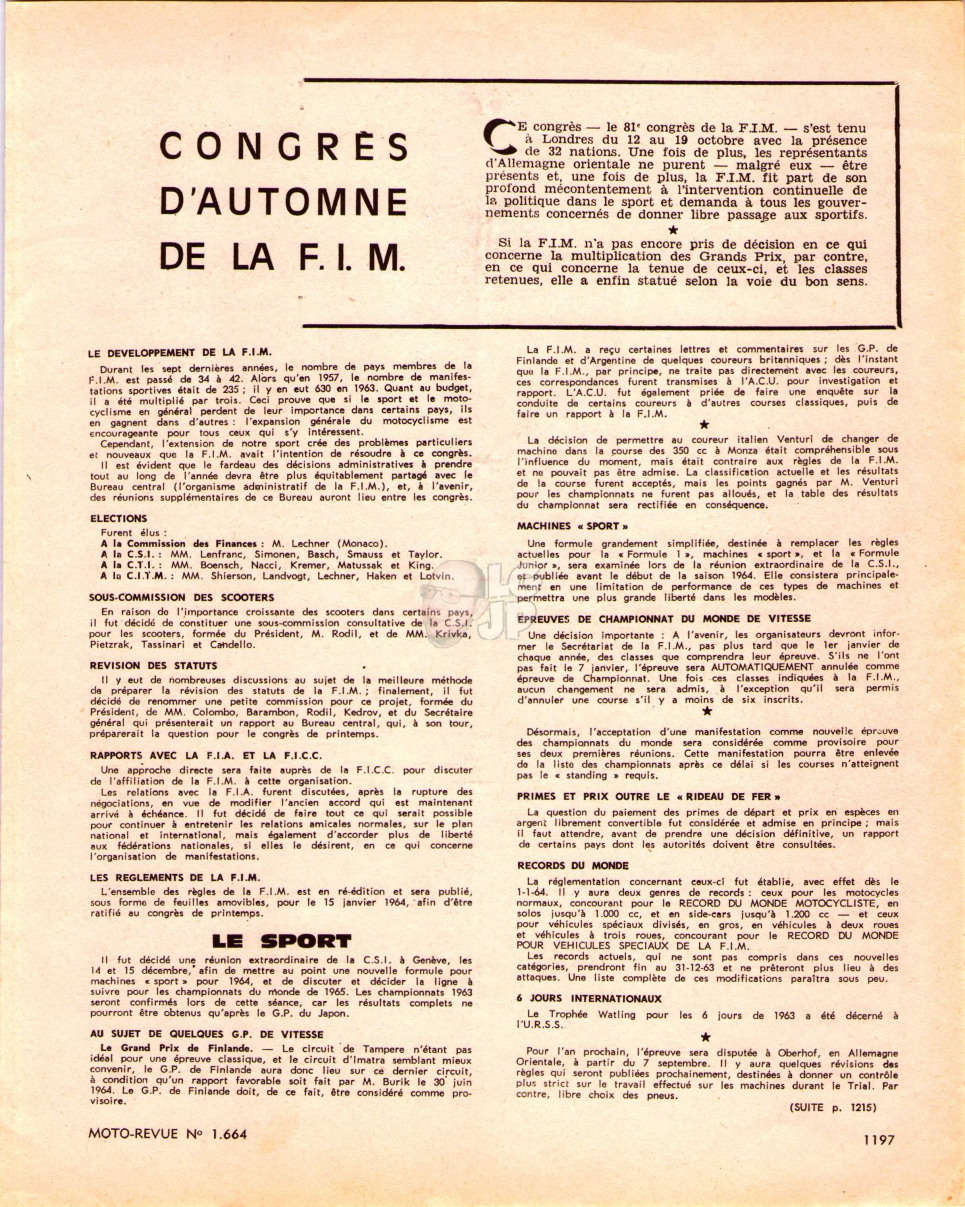 CONGRÈS
D'AUTOMNE
DE LA F. I. M.
CE congrès — le 81e congrès de la F.I.M. — s'est tenu
à Londres du 12 au 19 octobre avec la présence
de 32 nations. Une fois de plus, les représentants
d'Allemagne orientale ne purent — malgré eux — être
présents et, une fois de plus, la F.I.M. fit part de son
profond mécontentement à l'intervention continuelle de
la politique dans le sport et demanda à tous les gouver-
nements concernés de donner libre passage aux sportifs.
★
Si la F.I.M. n'a pas encore pris de décision en ce qui
concerne la multiplication des Grands Prix, par contre,
en ce qui concerne la tenue de ceux-ci, et les classes
retenues, elle a enfin statué selon la voie du bon sens.
LE DEVELOPPEMENT DE LA F.I.M.
Durant les sept dernières années, le nombre de pays membres de la
F.I.M. est passé de 34 à 42. Alors qu'en 1957, le nombre de manifes-
tations sportives était de 235 ; il y en eut 630 en 1963. Quant au budget,
il a été multiplié par trois. Ceci prouve que si le sport et le moto-
cyclisme en général perdent de leur importance dans certains pays, ils
en gagnent dans d'autres : l'expansion générale du motocyclisme est
encourageante pour tous ceux qui s'y intéressent.
Cependant, l'extension de notre sport crée des problèmes particuliers
et nouveaux que la F.I.M. avait l'intention de résoudre à ce congrès.
Il est évident que le fardeau des décisions administratives à prendre
tout au long de l'année devra être plus équitablement partagé avec le
Bureau central (l'organisme administratif de la F.I.M.), et, à l'avenir,
des réunions supplémentaires de ce Bureau auront lieu entre les congrès.
ELECTIONS
Furent élus :
A la Commission des Finances : M. Lechner (Monaco).
A la C.S.I. : MM. Lenfranc, Simonen, Basch, Smauss et Taylor.
A la C.T.I. : MM. Boensch, Nacci, Kremer, Matussak et King.
A la C.I.T.M. : MM. Shierson, Landvogt, Lechner, Haken et Lotvin.
SOUS-COMMISSION DES SCOOTERS
En raison de l'importance croissante des scooters dans certains pays,
il fut décidé de constituer une sous-commission consultative de la C.S.I.
pour les scooters, formée du Président, M. Rodil, et de MM. Krivka,
Pietzrak, Tassinari et Candello.
REVISION DES STATUTS
Il y eut de nombreuses discussions au sujet de la meilleure méthode
de préparer la révision des statuts de la F.I.M. ; finalement, il fut
décidé de renommer une petite commission pour ce projet, formée du
Président, de MM. Colombo, Barambon, Rodil, Kedrov, et du Secrétaire
général qui présenterait un rapport au Bureau central, qui, à son tour,
préparerait la question pour le congrès de printemps.
RAPPORTS AVEC LA F.I.A. ET LA F.I.C.C.
Une approche directe sera faite auprès de la F.I.C.C. pour discuter
de l'affiliation de la F.I.M. à cette organisation.
Les relations avec la F.I.A. furent discutées, après la rupture des
négociations, en vue de modifier l'ancien accord qui est maintenant
arrivé à échéance. Il fut décidé de faire tout ce qui serait possible
pour continuer à entretenir les relations amicales normales, sur le plan
national et international, mais également d'accorder plus de liberté
aux fédérations nationales, si elles le désirent, en ce qui concerne
l'organisation de manifestations.
LES REGLEMENTS DE LA F.I.M.
L'ensemble des règles de la F.I.M. est en ré-édition et sera publié,
sous forme de feuilles amovibles, pour le 15 janvier 1964, afin d'être
ratifié au congrès de printemps.
LE SPORT
Il fut décidé une réunion extraordinaire de la C.S.I. à Genève, les
14 et 15 décembre, afin de mettre au point une nouvelle formule pour
machines « sport » pour 1964, et de discuter et décider la ligne à
suivre pour les championnats du monde de 1965. Les championnats 1963
seront confirmés lors de cette séance, car les résultats complets ne
pourront être obtenus qu'après le G.P. du Japon.
AU SUJET DE QUELQUES G.P. DE VITESSE
Le Grand Prix de Finlande. — Le circuit de Tampere n'étant pas
idéal pour une épreuve classique, et le circuit d'Imatra semblant mieux
convenir, le G.P. de Finlande aura donc lieu sur ce dernier circuit,
à condition qu'un rapport favorable soit fait par M. Burik le 30 juin
1964. Le G.P. de Finlande doit, de ce fait, être considéré comme pro-
visoire.
La F.I.M. a reçu certaines lettres et commentaires sur les G.P. de
Finlande et d'Argentine de quelques coureurs britanniques ; dès l'instant
que la F.I.M., par principe, ne traite pas directement avec les coureurs,
ces correspondances furent transmises à l'A.C.U. pour investigation et
rapport. L'A.C.U. fut également priée de faire une enquête sur la
conduite de certains coureurs à d'autres courses classiques, puis de
faire un rapport à la F.I.M.
★
La décision de permettre au coureur italien Venturi de changer de
machine dans la course des 350 cc à Monza était compréhensible sous
l'influence du moment, mais était contraire aux règles de la F.I.M.
et ne pouvait pas être admise. La classification actuelle et les résultats
de la course furent acceptés, mais les points gagnés par M. Venturi
pour les championnats ne furent pas alloués, et la table des résultats
du championnat sera rectifiée en conséquence.
MACHINES « SPORT »
Une formule grandement simplifiée, destinée à remplacer les règles
actuelles pour la « Formule 1 », machines « sport », et la « Formule
Junior », sera examinée lors de la réunion extraordinaire de la C.S.I.,
et publiée avant le début de la saison 1964. Elle consistera principale-
ment en une limitation de performance de ces types de machines et
permettra une plus grande liberté dans les modèles.
EPREUVES DE CHAMPIONNAT DU MONDE DE VITESSE
Une décision importante : A l'avenir, les organisateurs devront infor-
mer le Secrétariat de la F.I.M., pas plus tard que le 1er janvier de
chaque année, des classes que comprendra leur épreuve. S'ils ne l'ont
pas fait le 7 janvier, l'épreuve sera AUTOMATIQUEMENT annulée comme
épreuve de Championnat. Une fois ces classes indiquées à la F.I.M.,
aucun changement ne sera admis, à l'exception qu'il sera permis
d'annuler une course s'il y a moins de six inscrits.
★
Désormais, l'acceptation d'une manifestation comme nouvelle épreuve
des championnats du monde sera considérée comme provisoire pour
ses deux premières réunions. Cette manifestation pourra être enlevée
de la liste des championnats après ce délai si les courses n'atteignent
pas le « standing » requis.
PRIMES ET PRIX OUTRE LE « RIDEAU DE FER »
La question du paiement des primes de départ et prix en espèces en
argent librement convertible fut considérée et admise en principe ; mais
il faut attendre, avant de prendre une décision définitive, un rapport
de certains pays dont les autorités doivent être consultées.
RECORDS DU MONDE
La réglementation concernant ceux-ci fut établie, avec effet dès le
1-1-64. Il y aura deux genres de records : ceux pour les motocycles
normaux, concourant pour le RECORD DU MONDE MOTOCYCLISTE, en
solos jusqu'à 1.000 cc, et en side-cars jusqu'à 1.200 cc — et ceux
pour véhicules spéciaux divisés, en gros, en véhicules à deux roues
et véhicules à trois roues, concourant pour le RECORD DU MONDE
POUR VEHICULES SPECIAUX DE LA F.I.M.
Les records actuels, qui ne sont pas compris dans ces nouvelles
catégories, prendront fin au 31-12-63 et ne prêteront plus lieu à des
attaques. Une liste complète de ces modifications paraîtra sous peu.
6 JOURS INTERNATIONAUX
Le Trophée Watling pour les 6 jours de 1963 a été décerné à
l'U.R.S.S.
★
Pour l'an prochain, l'épreuve sera disputée à Oberhof, en Allemagne
Orientale, à partir du 7 septembre. Il y aura quelques révisions des
règles qui seront publiées prochainement, destinées à donner un contrôle
plus strict sur le travail effectué sur les machines durant le Trial. Par
contre, libre choix des pneus.
(SUITE p. 1215)
MOTO-REVUE No 1.664
1197